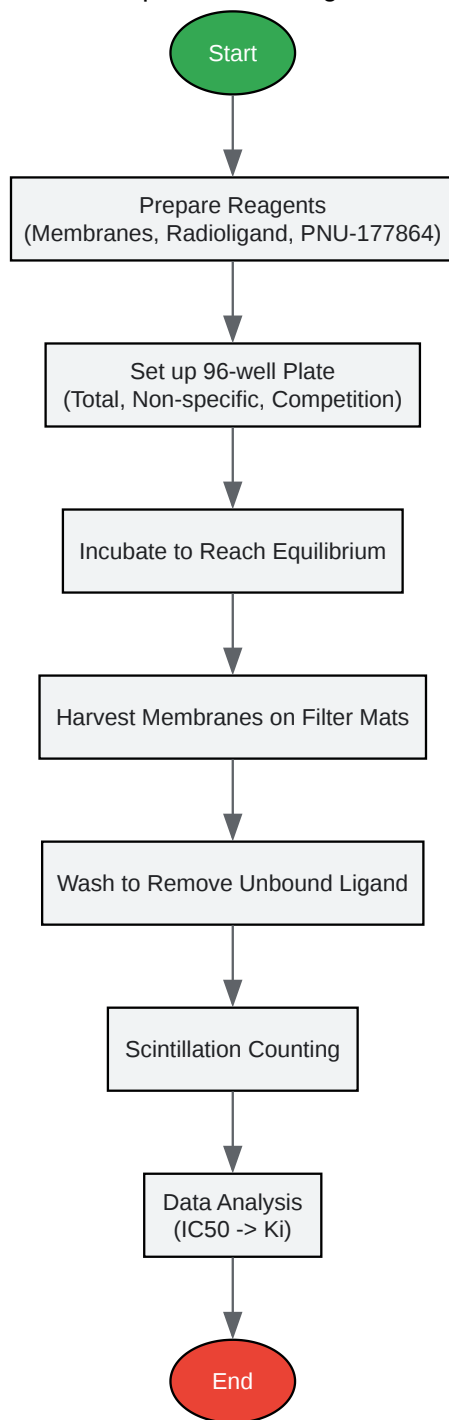 Start
Prepare Reagents
(Membranes, Radioligand, PNU-177864)
Set up 96-well Plate
(Total, Non-specific, Competition)
Incubate to Reach Equilibrium
Harvest Membranes on Filter Mats
Wash to Remove Unbound Ligand
Scintillation Counting
Data Analysis
(IC50 -> Ki)
End